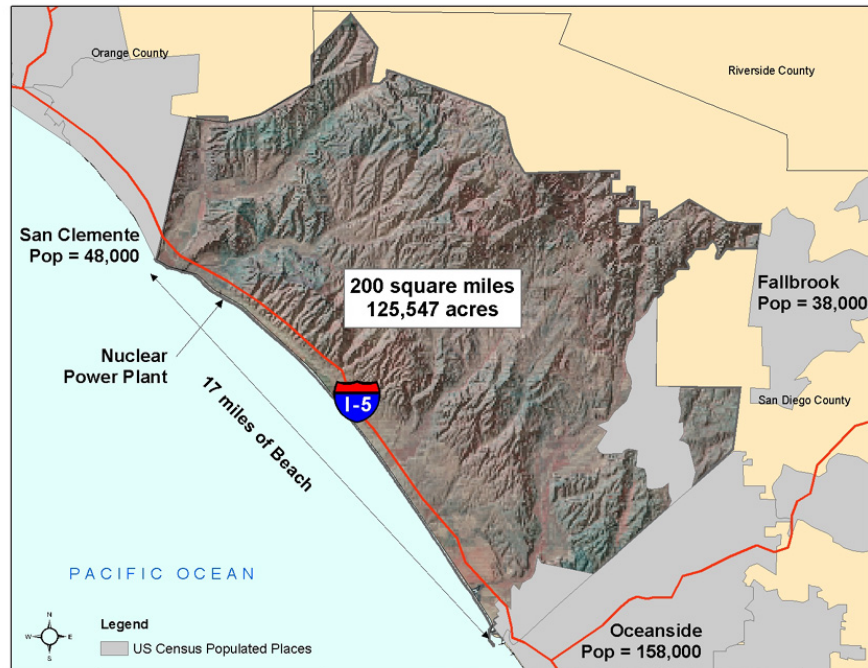 Orange County
Riverside County
San Clemente
Pop = 48,000
200 square miles
125,547 acres
Fallbrook
Pop = 38,000
Nuclear
Power Plant
I-5
San Diego County
17 miles of Beach
PACIFIC OCEAN
N
W
E
S
Legend
US Census Populated Places
Oceanside
Pop = 158,000